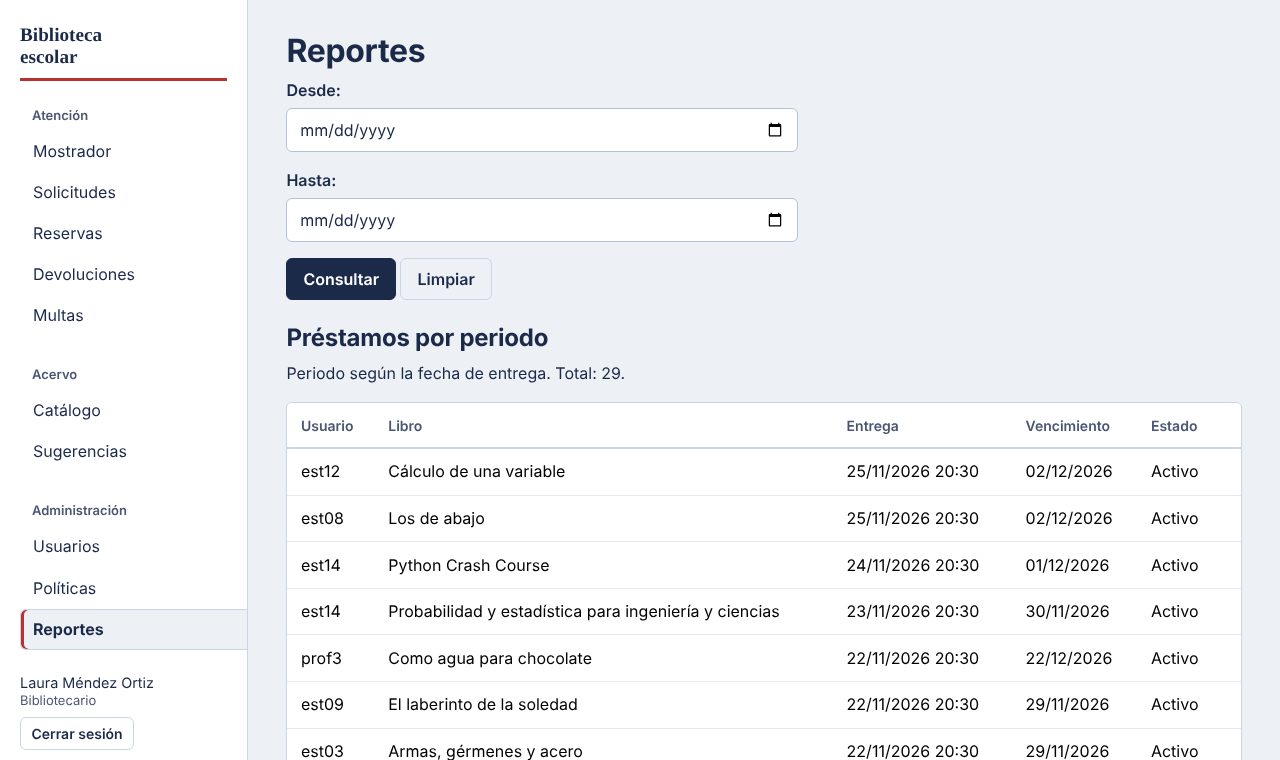 Biblioteca
escolar
Atención
Mostrador
Solicitudes
Reservas
Devoluciones
Multas
Acervo
Catálogo
Sugerencias
Administración
Usuarios
Políticas
Reportes
Laura Méndez Ortiz
Bibliotecario
Cerrar sesión
Reportes
Desde:
mm/dd/yyyy
Hasta:
mm/dd/yyyy
Consultar Limpiar
Préstamos por periodo
Periodo según la fecha de entrega. Total: 29.
Usuario Libro Entrega Vencimiento Estado
est12 Cálculo de una variable 25/11/2026 20:30 02/12/2026 Activo
est08 Los de abajo 25/11/2026 20:30 02/12/2026 Activo
est14 Python Crash Course 24/11/2026 20:30 01/12/2026 Activo
est14 Probabilidad y estadística para ingeniería y ciencias 23/11/2026 20:30 30/11/2026 Activo
prof3 Como agua para chocolate 22/11/2026 20:30 22/12/2026 Activo
est09 El laberinto de la soledad 22/11/2026 20:30 29/11/2026 Activo
est03 Armas, gérmenes y acero 22/11/2026 20:30 29/11/2026 Activo